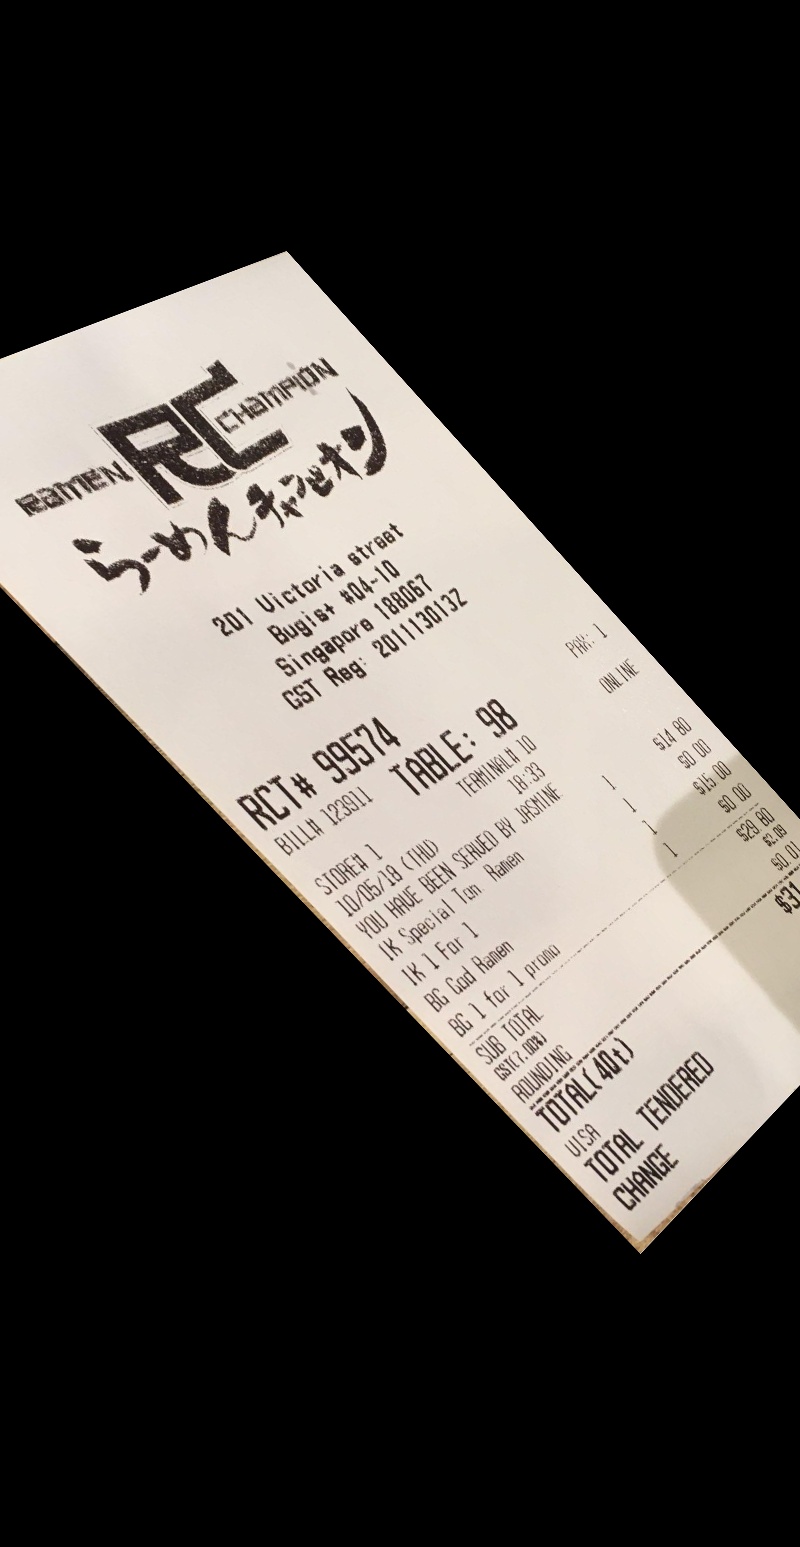 RAMEN RC CHAMPION
らーめんチャンピオン
201 Victoria street
Bugis+ #04-10
Singapore 188067
GST Reg: 201113013Z
PAX: 1
RCT# 99574 TABLE: 98 ONLINE
BILL# 123911 TERMINAL# 10
STORE# 1 18:33
10/05/18 (THU)
YOU HAVE BEEN SERVED BY JASMINE
IK Special Ton. Ramen 1 $14.80
IK 1 For 1 1 $0.00
BG God Ramen 1 $15.00
BG 1 for 1 promo 1 $0.00
SUB TOTAL $29.80
GST(7.00%) $2.09
ROUNDING $0.01
TOTAL( 4Qt) $31
VISA
TOTAL TENDERED
CHANGE